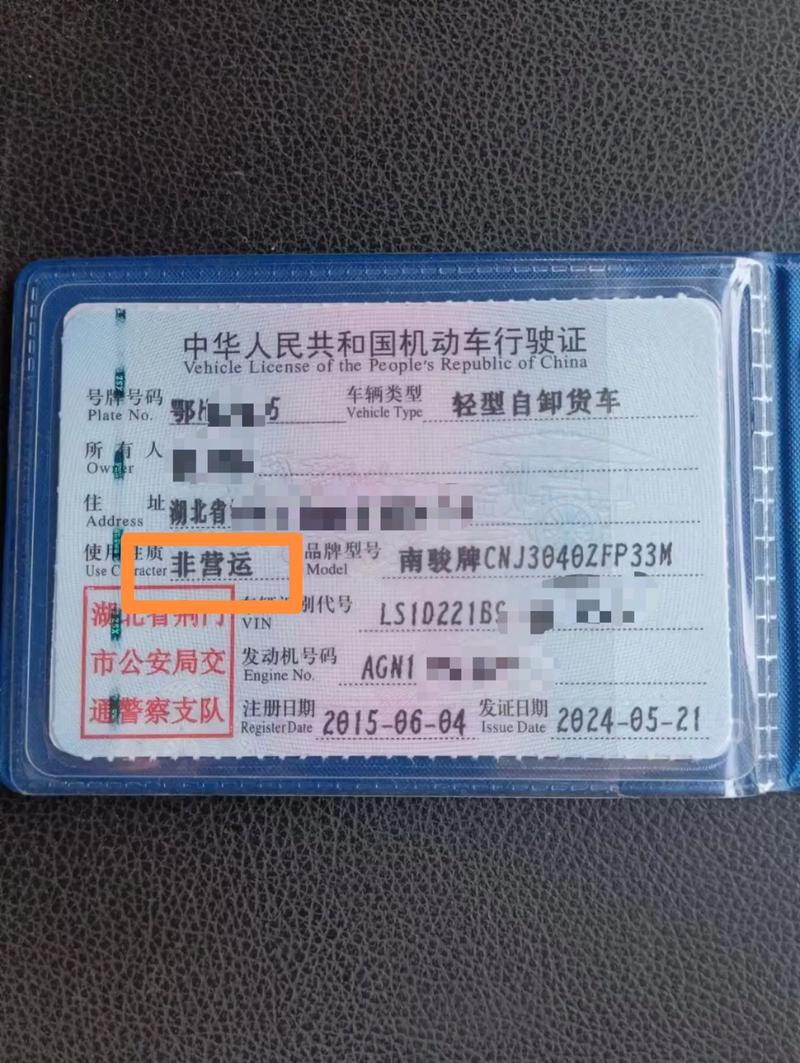 中华人民共和国机动车行驶证
Vehicle License of the People's Republic of China
号牌号码 鄂 5 车辆类型 轻型自卸货车
Plate No. Vehicle Type
所有人
Owner
住址 湖北省
Address
使用性质 非营运 品牌型号 南骏牌CNJ3040ZFP33M
Use Character Model
车辆识别代号 LS1D221BS
VIN
湖北省荆门
市公安局交
通警察支队
发动机号码 AGN1
Engine No.
注册日期 2015-06-04 发证日期 2024-05-21
Register Date Issue Date